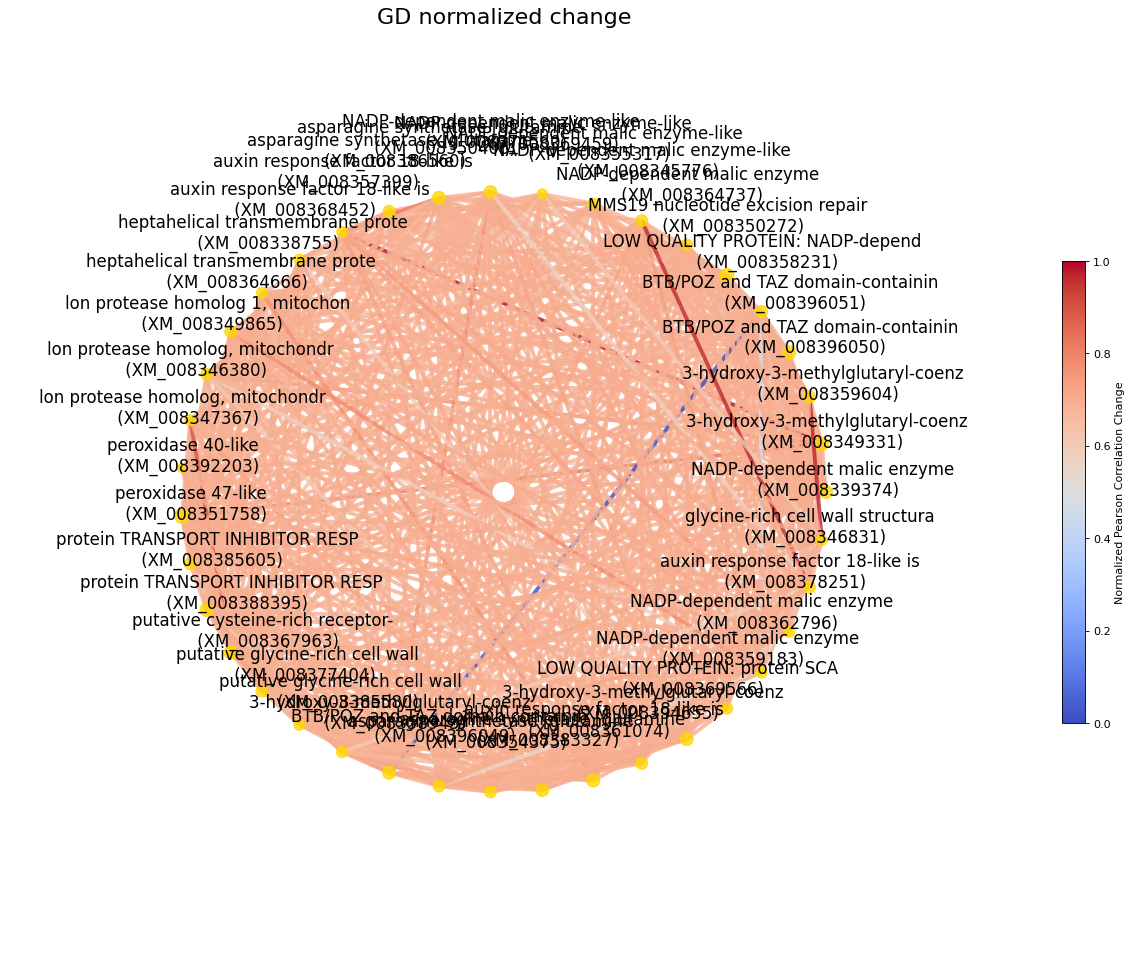 GD normalized change
NADP-dependent malic enzyme-like
NADP-dependent malic enzyme-like
NADP-dependent malic enzyme-like
(XM_008355317)
NADP-dependent malic enzyme-like
(XM_008345776)
NADP-dependent malic enzyme
(XM_008364737)
MMS19 nucleotide excision repair
(XM_008350272)
LOW QUALITY PROTEIN: NADP-depend
(XM_008358231)
BTB/POZ and TAZ domain-containin
(XM_008396051)
BTB/POZ and TAZ domain-containin
(XM_008396050)
3-hydroxy-3-methylglutaryl-coenz
(XM_008359604)
3-hydroxy-3-methylglutaryl-coenz
(XM_008349331)
NADP-dependent malic enzyme
(XM_008339374)
glycine-rich cell wall structura
(XM_008346831)
auxin response factor 18-like is
(XM_008378251)
NADP-dependent malic enzyme
(XM_008362796)
NADP-dependent malic enzyme
(XM_008359183)
LOW QUALITY PROTEIN: protein SCA
(XM_008369566)
3-hydroxy-3-methylglutaryl-coenz
auxin response factor 18-like is
(XM_008361074)
asparagine synthetase
asparagine synthetase
auxin response factor 18-like is
(XM_008357399)
auxin response factor 18-like is
(XM_008368452)
heptahelical transmembrane prote
(XM_008338755)
heptahelical transmembrane prote
(XM_008364666)
lon protease homolog 1, mitochon
(XM_008349865)
lon protease homolog, mitochondr
(XM_008346380)
lon protease homolog, mitochondr
(XM_008347367)
peroxidase 40-like
(XM_008392203)
peroxidase 47-like
(XM_008351758)
protein TRANSPORT INHIBITOR RESP
(XM_008385605)
protein TRANSPORT INHIBITOR RESP
(XM_008388395)
putative cysteine-rich receptor-
(XM_008367963)
putative glycine-rich cell wall
(XM_008377404)
putative glycine-rich cell wall
3-hydroxy-3-methylglutaryl-coenz
BTB/POZ and TAZ
(XM_008396049)
1.0
0.8
0.6
0.4
0.2
0.0
Normalized Pearson Correlation Change